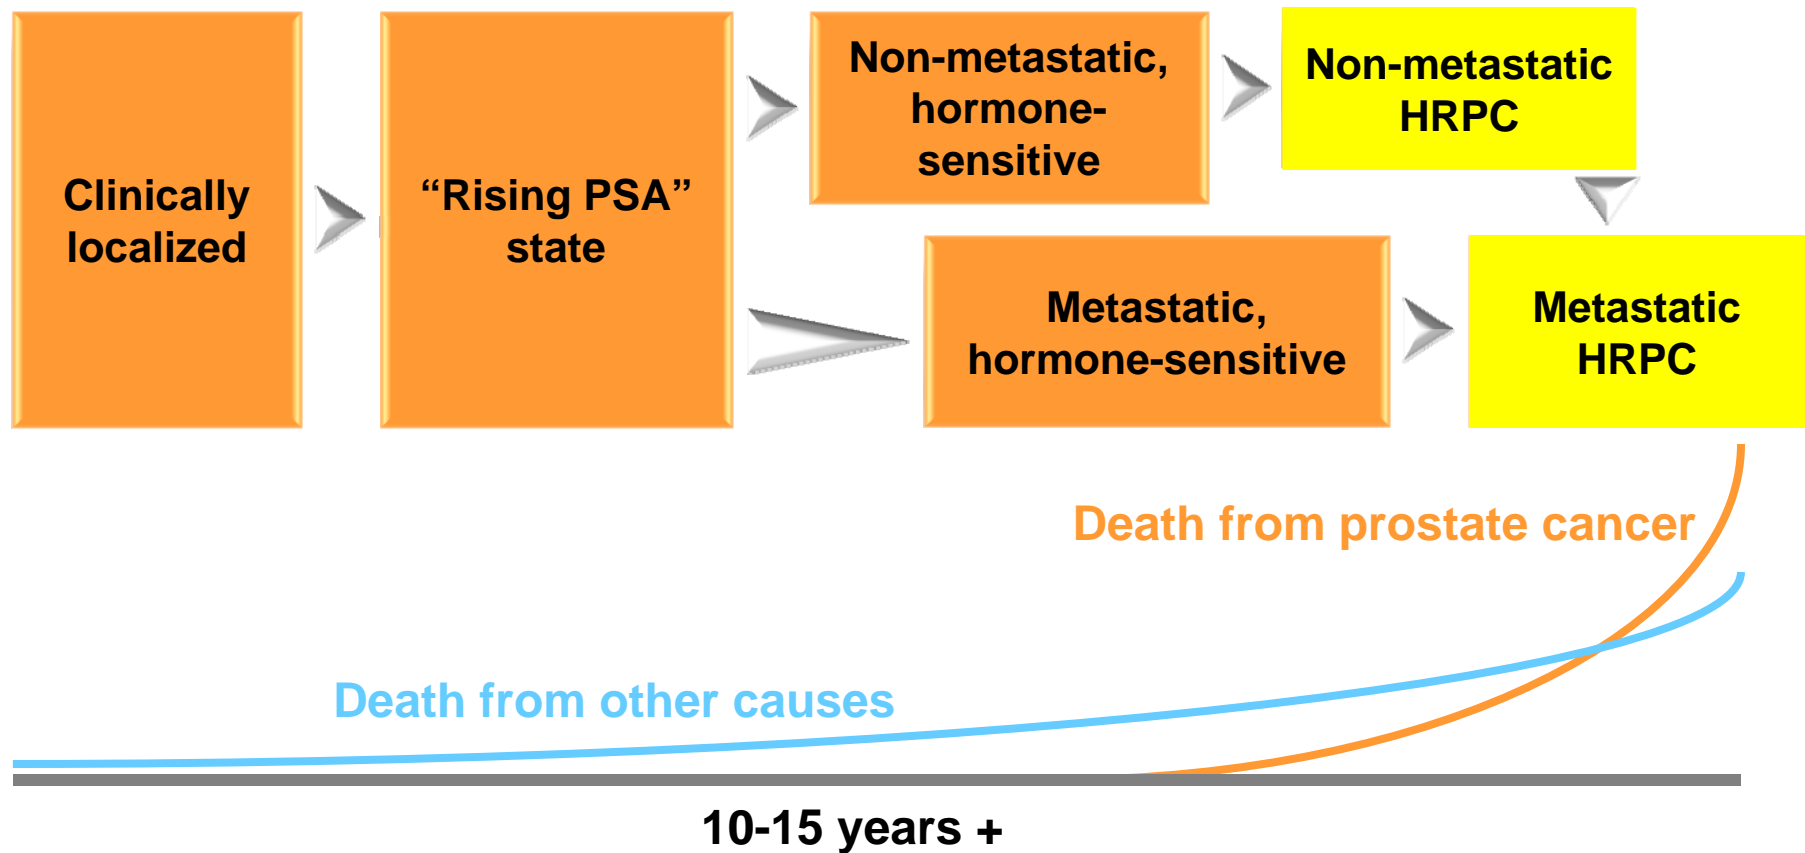 Clinically
localized
“Rising PSA”
state
Non-metastatic,
hormone-
sensitive
Non-metastatic
HRPC
Metastatic,
hormone-sensitive
Metastatic
HRPC
Death from prostate cancer
Death from other causes
10-15 years +